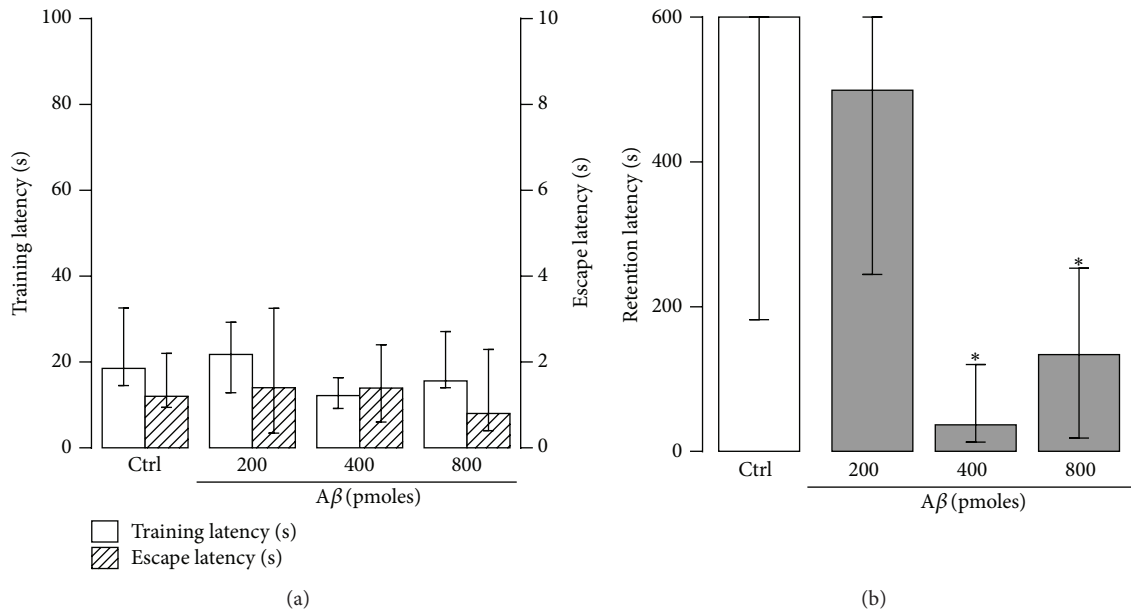 100
80
60
40
20
0
Training latency (s)
10
8
6
4
2
0
Escape latency (s)
Ctrl 200 400 800
Aβ (pmoles)
Training latency (s)
Escape latency (s)
(a)
600
400
200
0
Retention latency (s)
*
*
Ctrl 200 400 800
Aβ (pmoles)
(b)